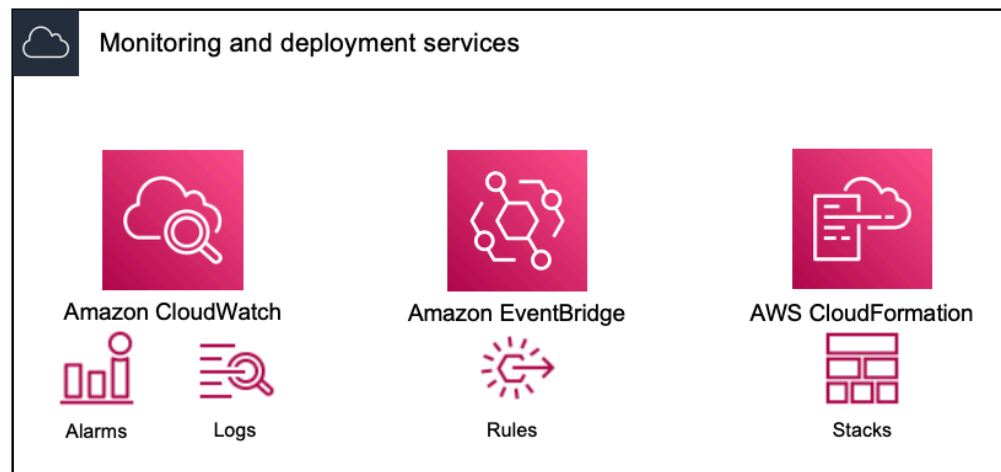 Monitoring and deployment services
Amazon CloudWatch
Amazon EventBridge
AWS CloudFormation
Alarms
Logs
Rules
Stacks